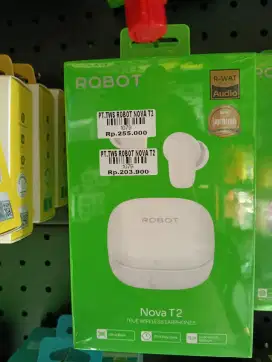 ROBOT
R-WAT
Audio
PT.TWS ROBOT NOVA T2
Rp.255.000
PT.TWS ROBOT NOVA T2
Rp.203.900
ROBOT
Nova T2
TRUE WIRELESS EARPHONES